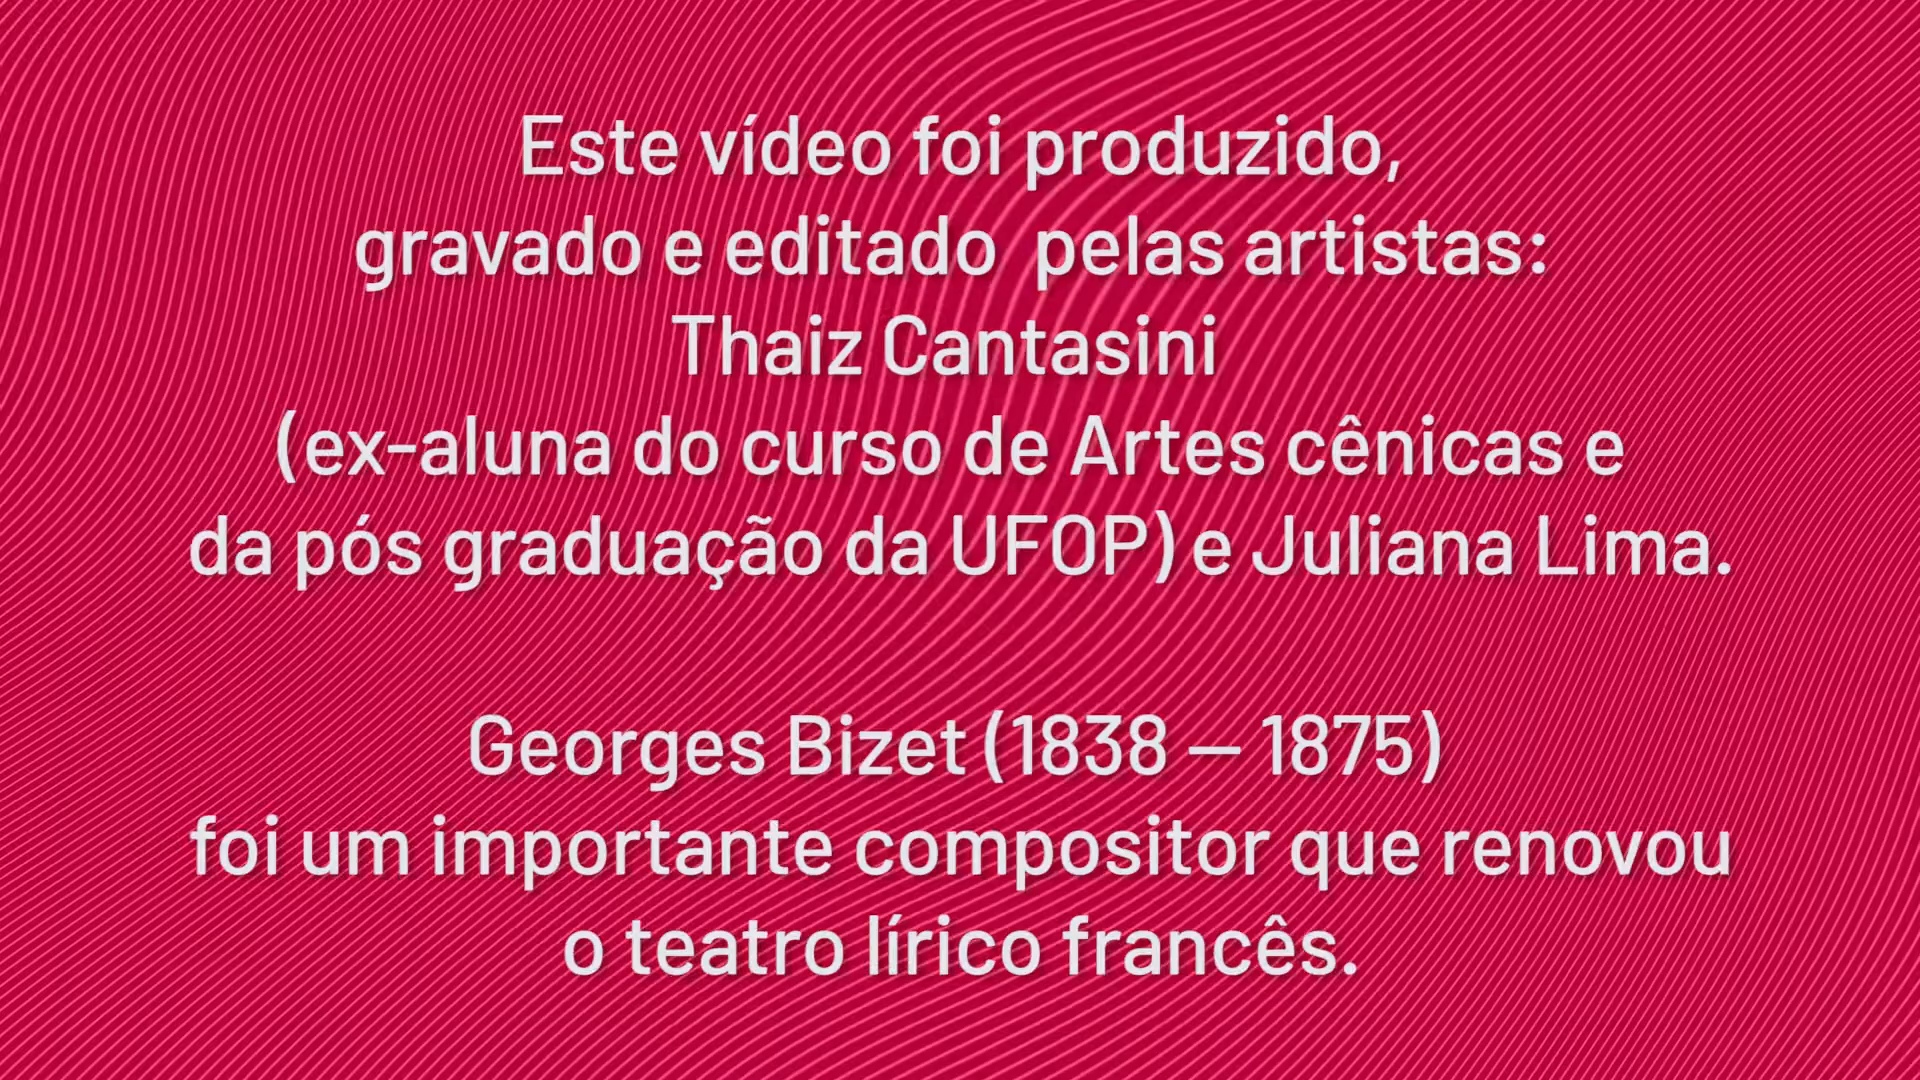 Este vídeo foi produzido,
gravado e editado  pelas artistas:
Thaiz Cantasini
(ex-aluna do curso de Artes cênicas e
da pós graduação da UFOP) e Juliana Lima.
Georges Bizet (1838 — 1875)
foi um importante compositor que renovou
o teatro lírico francês.